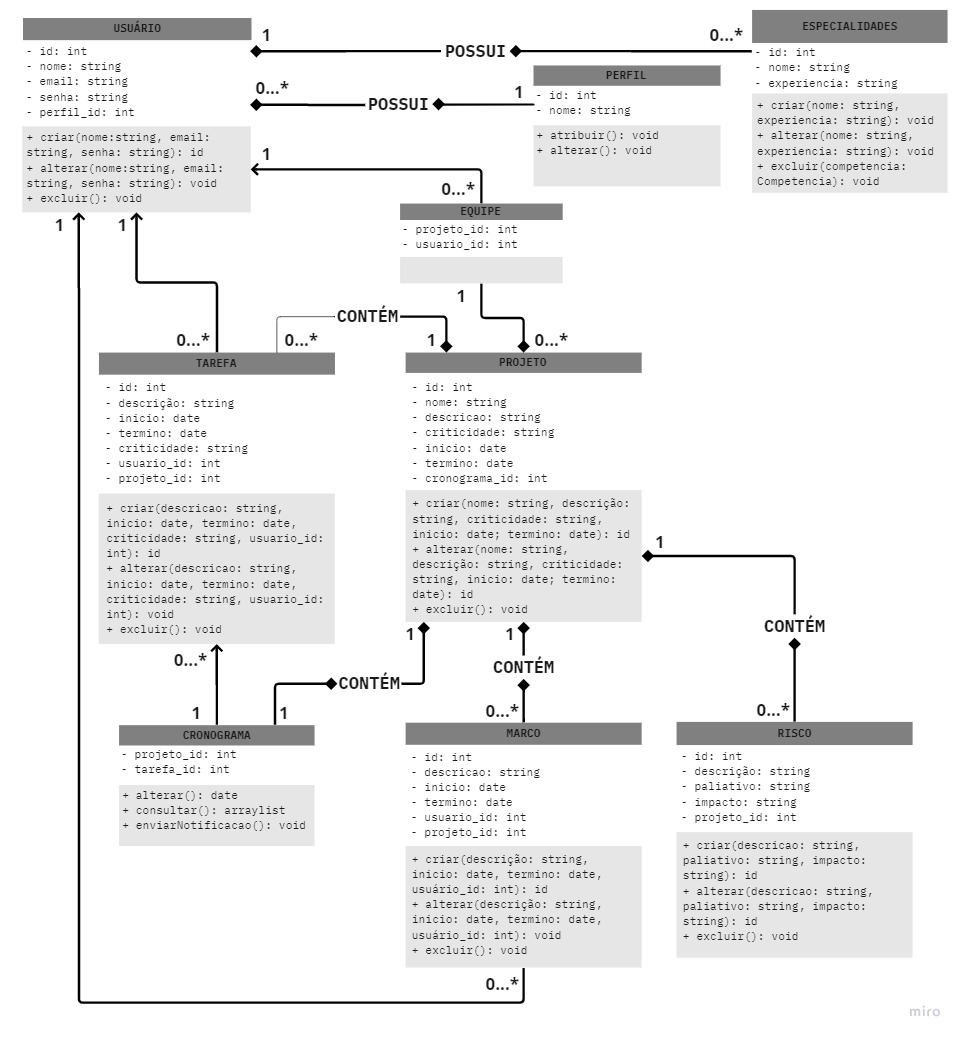 USUÁRIO
- id: int
- nome: string
- email: string
- senha: string
- perfil_id: int
+ criar(nome:string, email:
string, senha: string): id
+ alterar(nome:string, email:
string, senha: string): void
+ excluir(): void
1
POSSUI
0...*
ESPECIALIDADES
- id: int
- nome: string
- experiencia: string
+ criar(nome: string,
experiencia: string): void
+ alterar(nome: string,
experiencia: string): void
+ excluir(competencia:
Competencia): void
0...*
POSSUI
1
PERFIL
- id: int
- nome: string
+ atribuir(): void
+ alterar(): void
1
0...*
EQUIPE
- projeto_id: int
- usuario_id: int
1
0...*
1
1
0...*
0...*
CONTÉM
1
TAREFA
- id: int
- descrição: string
- inicio: date
- termino: date
- criticidade: string
- usuario_id: int
- projeto_id: int
+ criar(descricao: string,
inicio: date, termino: date,
criticidade: string, usuario_id:
int): id
+ alterar(descricao: string,
inicio: date, termino: date,
criticidade: string, usuario_id:
int): void
+ excluir(): void
PROJETO
- id: int
- nome: string
- descricao: string
- criticidade: string
- inicio: date
- termino: date
- cronograma_id: int
+ criar(nome: string, descrição:
string, criticidade: string,
inicio: date; termino: date): id
+ alterar(nome: string,
descrição: string, criticidade:
string, inicio: date; termino:
date): id
+ excluir(): void
1
CONTÉM
0...*
1
CONTÉM
0...*
1
CONTÉM
1
0...*
1
CRONOGRAMA
- projeto_id: int
- tarefa_id: int
+ alterar(): date
+ consultar(): arraylist
+ enviarNotificacao(): void
MARCO
- id: int
- descricao: string
- inicio: date
- termino: date
- usuario_id: int
- projeto_id: int
+ criar(descrição: string,
inicio: date, termino: date,
usuário_id: int): id
+ alterar(descrição: string,
inicio: date, termino: date,
usuário_id: int): void
+ excluir(): void
0...*
RISCO
- id: int
- descrição: string
- paliativo: string
- impacto: string
- projeto_id: int
+ criar(descricao: string,
paliativo: string, impacto:
string): id
+ alterar(descricao: string,
paliativo: string, impacto:
string): id
+ excluir(): void
miro